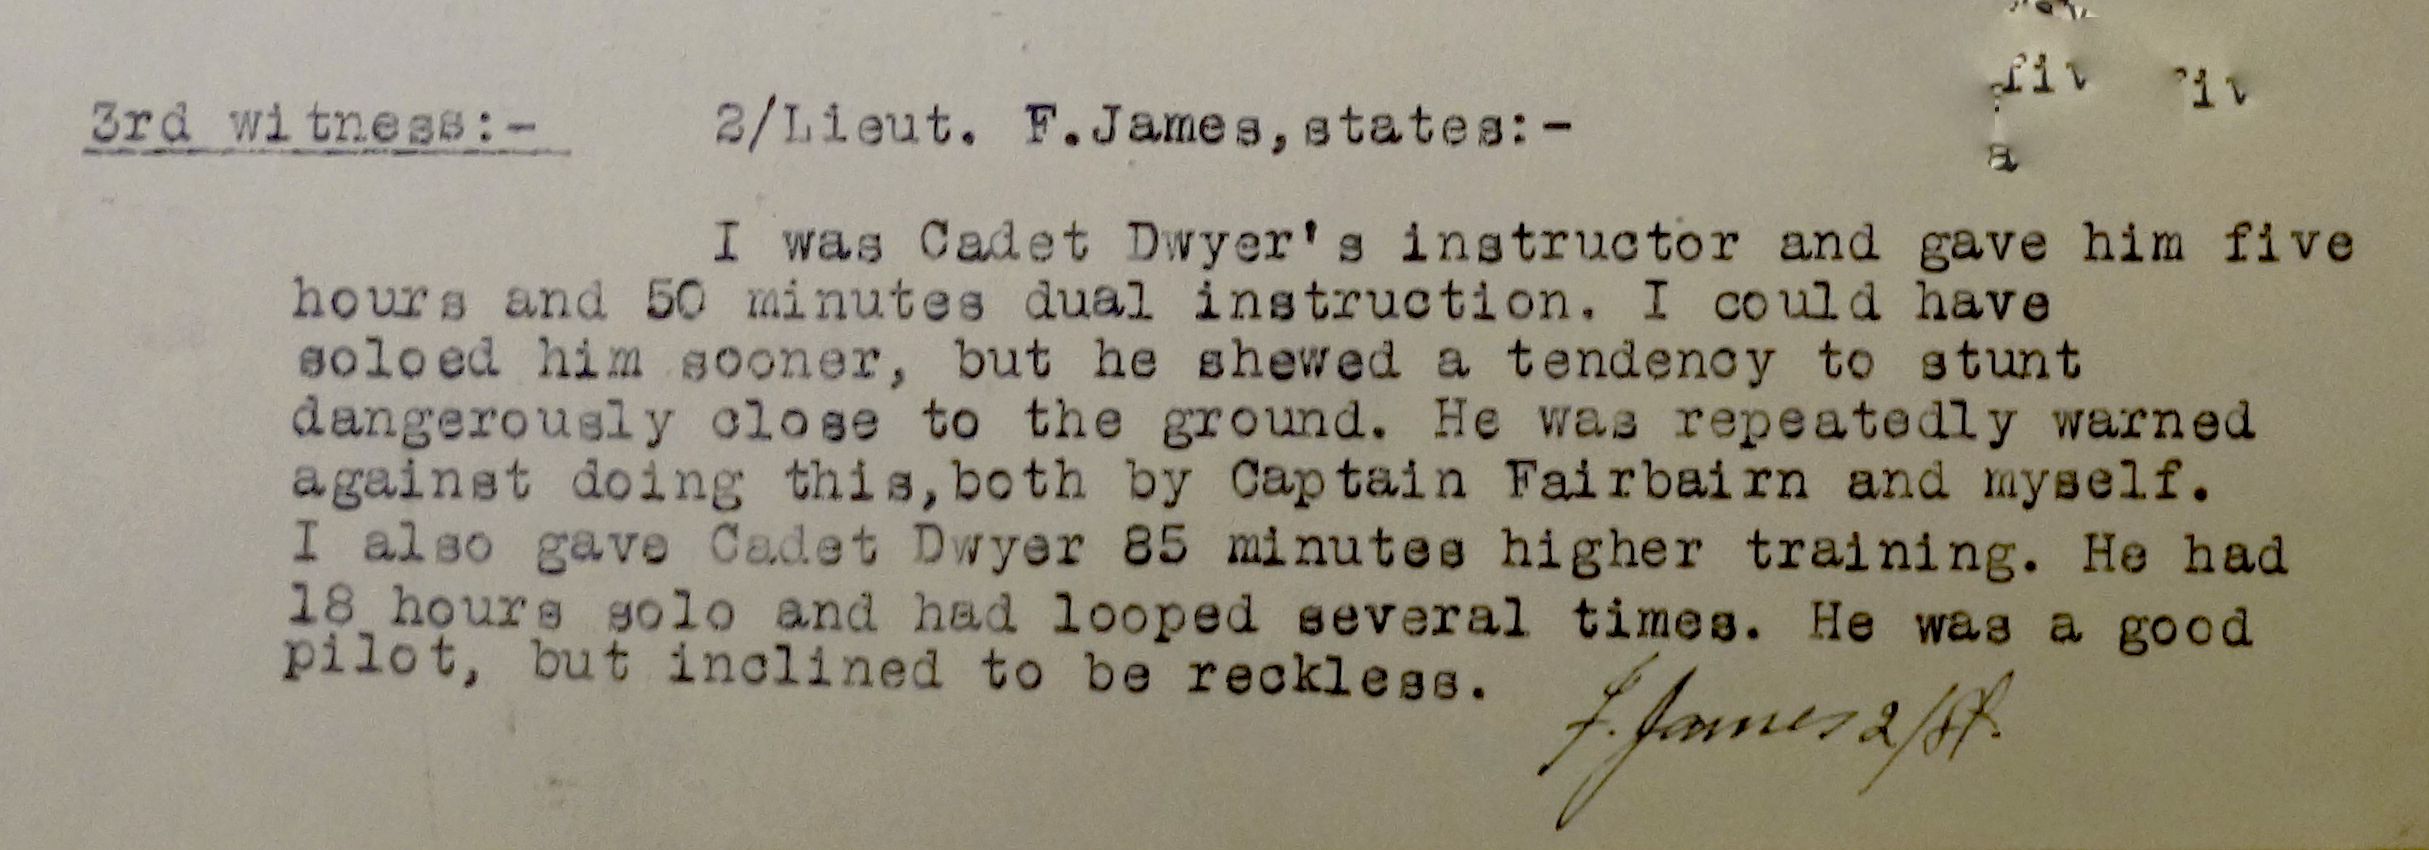 fiv iv
3rd witness:- 2/Lieut. F.James,states:-
a
I was Cadet Dwyer's instructor and gave him five
hours and 50 minutes dual instruction. I could have
soloed him sooner, but he shewed a tendency to stunt
dangerously close to the ground. He was repeatedly warned
against doing this,both by Captain Fairbairn and myself.
I also gave Cadet Dwyer 85 minutes higher training. He had
18 hours solo and had looped several times. He was a good
pilot, but inclined to be reckless.
F. James 2/Lt.